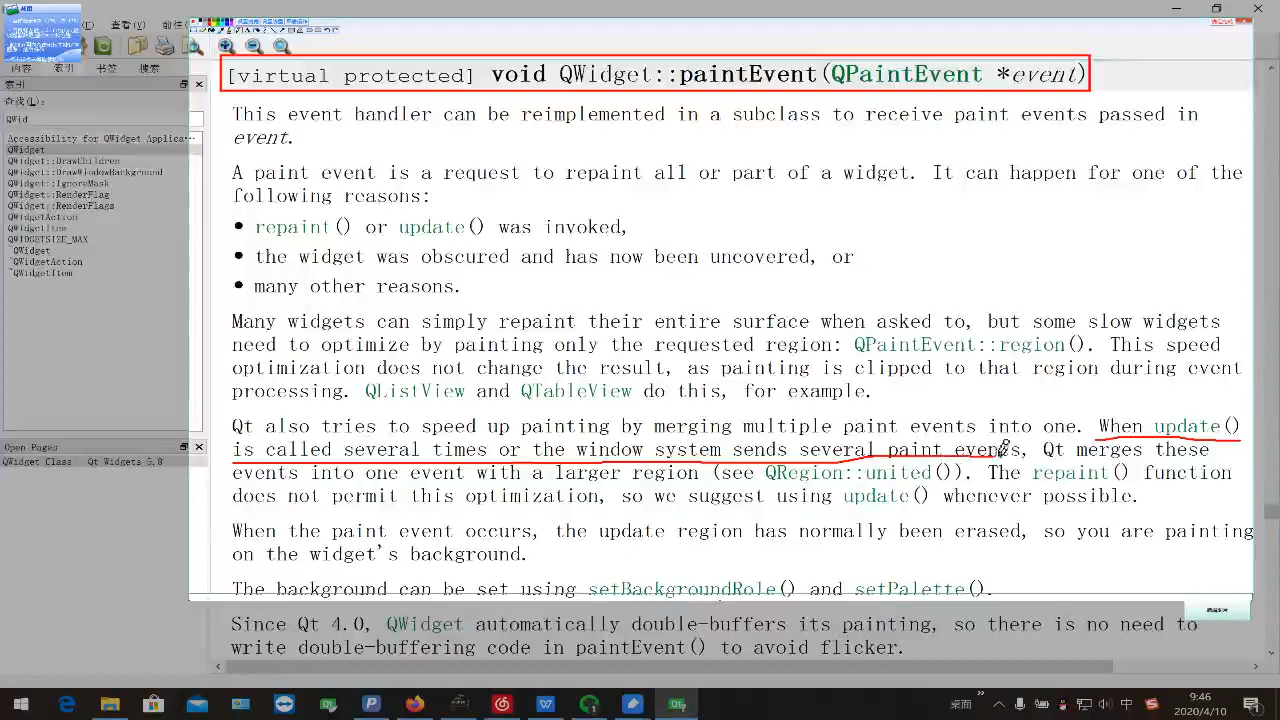 内容
索引
查找(L):
QWid
Accessibility for QWidget Applica
QWidget
QWidget::DrawChildren
QWidget::DrawWindowBackground
QWidget::IgnoreMask
QWidget::RenderFlag
QWidget::RenderFlags
QWidgetAction
QWidgetItem
QWIDGETSIZE_MAX
~QWidget
~QWidgetAction
~QWidgetItem
Open Pages
QWidget Class | Qt Widgets 5.8
[virtual protected] void QWidget::paintEvent(QPaintEvent *event)
This event handler can be reimplemented in a subclass to receive paint events passed in
event.
A paint event is a request to repaint all or part of a widget. It can happen for one of the
following reasons:
• repaint() or update() was invoked,
• the widget was obscured and has now been uncovered, or
• many other reasons.
Many widgets can simply repaint their entire surface when asked to, but some slow widgets
need to optimize by painting only the requested region: QPaintEvent::region(). This speed
optimization does not change the result, as painting is clipped to that region during event
processing. QListView and QTableView do this, for example.
Qt also tries to speed up painting by merging multiple paint events into one. When update()
is called several times or the window system sends several paint events, Qt merges these
events into one event with a larger region (see QRegion::united()). The repaint() function
does not permit this optimization, so we suggest using update() whenever possible.
When the paint event occurs, the update region has normally been erased, so you are painting
on the widget's background.
The background can be set using setBackgroundRole() and setPalette().
Since Qt 4.0, QWidget automatically double-buffers its painting, so there is no need to
write double-buffering code in paintEvent() to avoid flicker.
桌面
中
9:46
2020/4/10